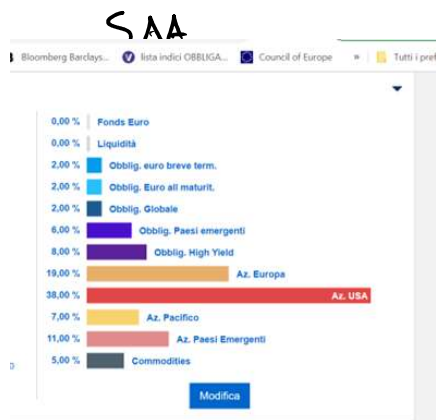 SAA
Bloomberg Barclays...
lista indici OBBLIGA...
Council of Europe
»
Tutti i pref
0,00 % Fonds Euro
0,00 % Liquidità
2,00 % Obblig. euro breve term.
2,00 % Obblig. Euro all maturit.
2,00 % Obblig. Globale
6,00 % Obblig. Paesi emergenti
8,00 % Obblig. High Yield
19,00 % Az. Europa
38,00 % Az. USA
7,00 % Az. Pacifico
11,00 % Az. Paesi Emergenti
5,00 % Commodities
Modifica